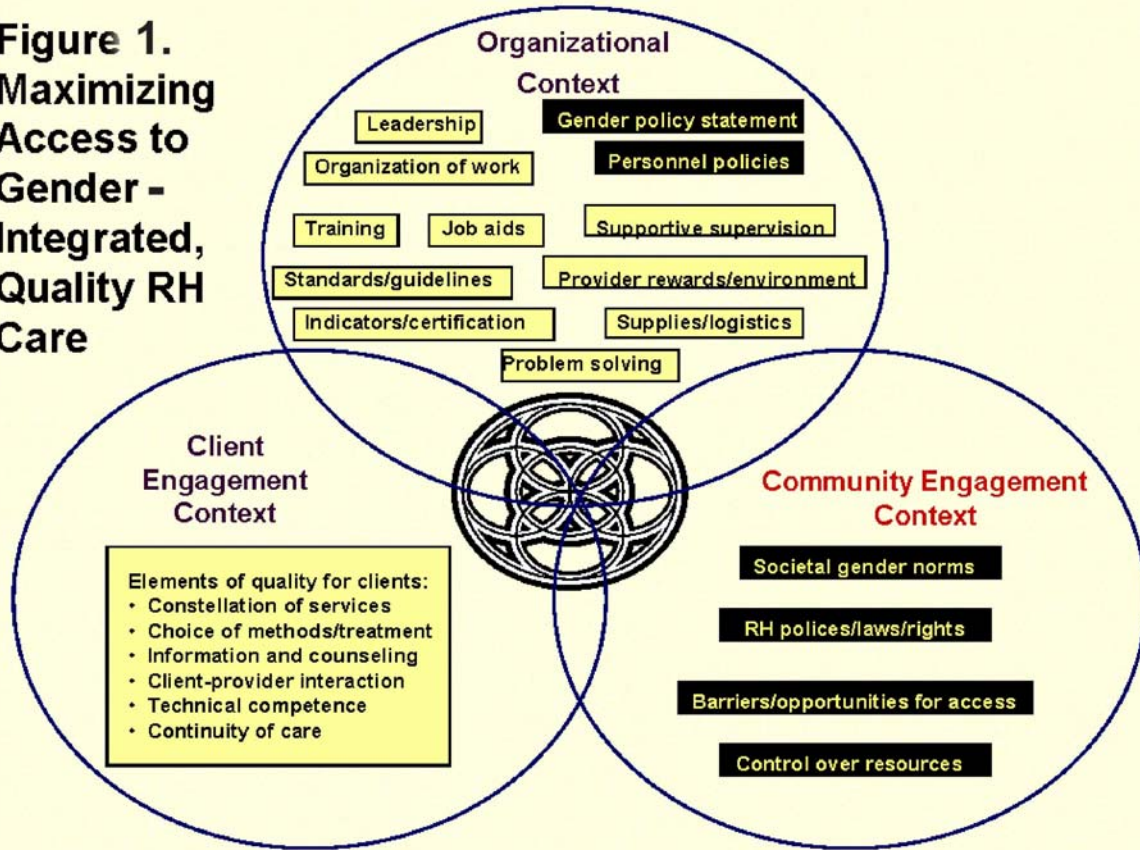 Figure 1.
Maximizing
Access to
Gender -
Integrated,
Quality RH
Care
Organizational
Context
Leadership
Gender policy statement
Organization of work
Personnel policies
Training
Job aids
Supportive supervision
Standards/guidelines
Provider rewards/environment
Indicators/certification
Supplies/logistics
Problem solving
Client
Engagement
Context
Elements of quality for clients:
• Constellation of services
• Choice of methods/treatment
• Information and counseling
• Client-provider interaction
• Technical competence
• Continuity of care
Community Engagement
Context
Societal gender norms
RH polices/laws/rights
Barriers/opportunities for access
Control over resources